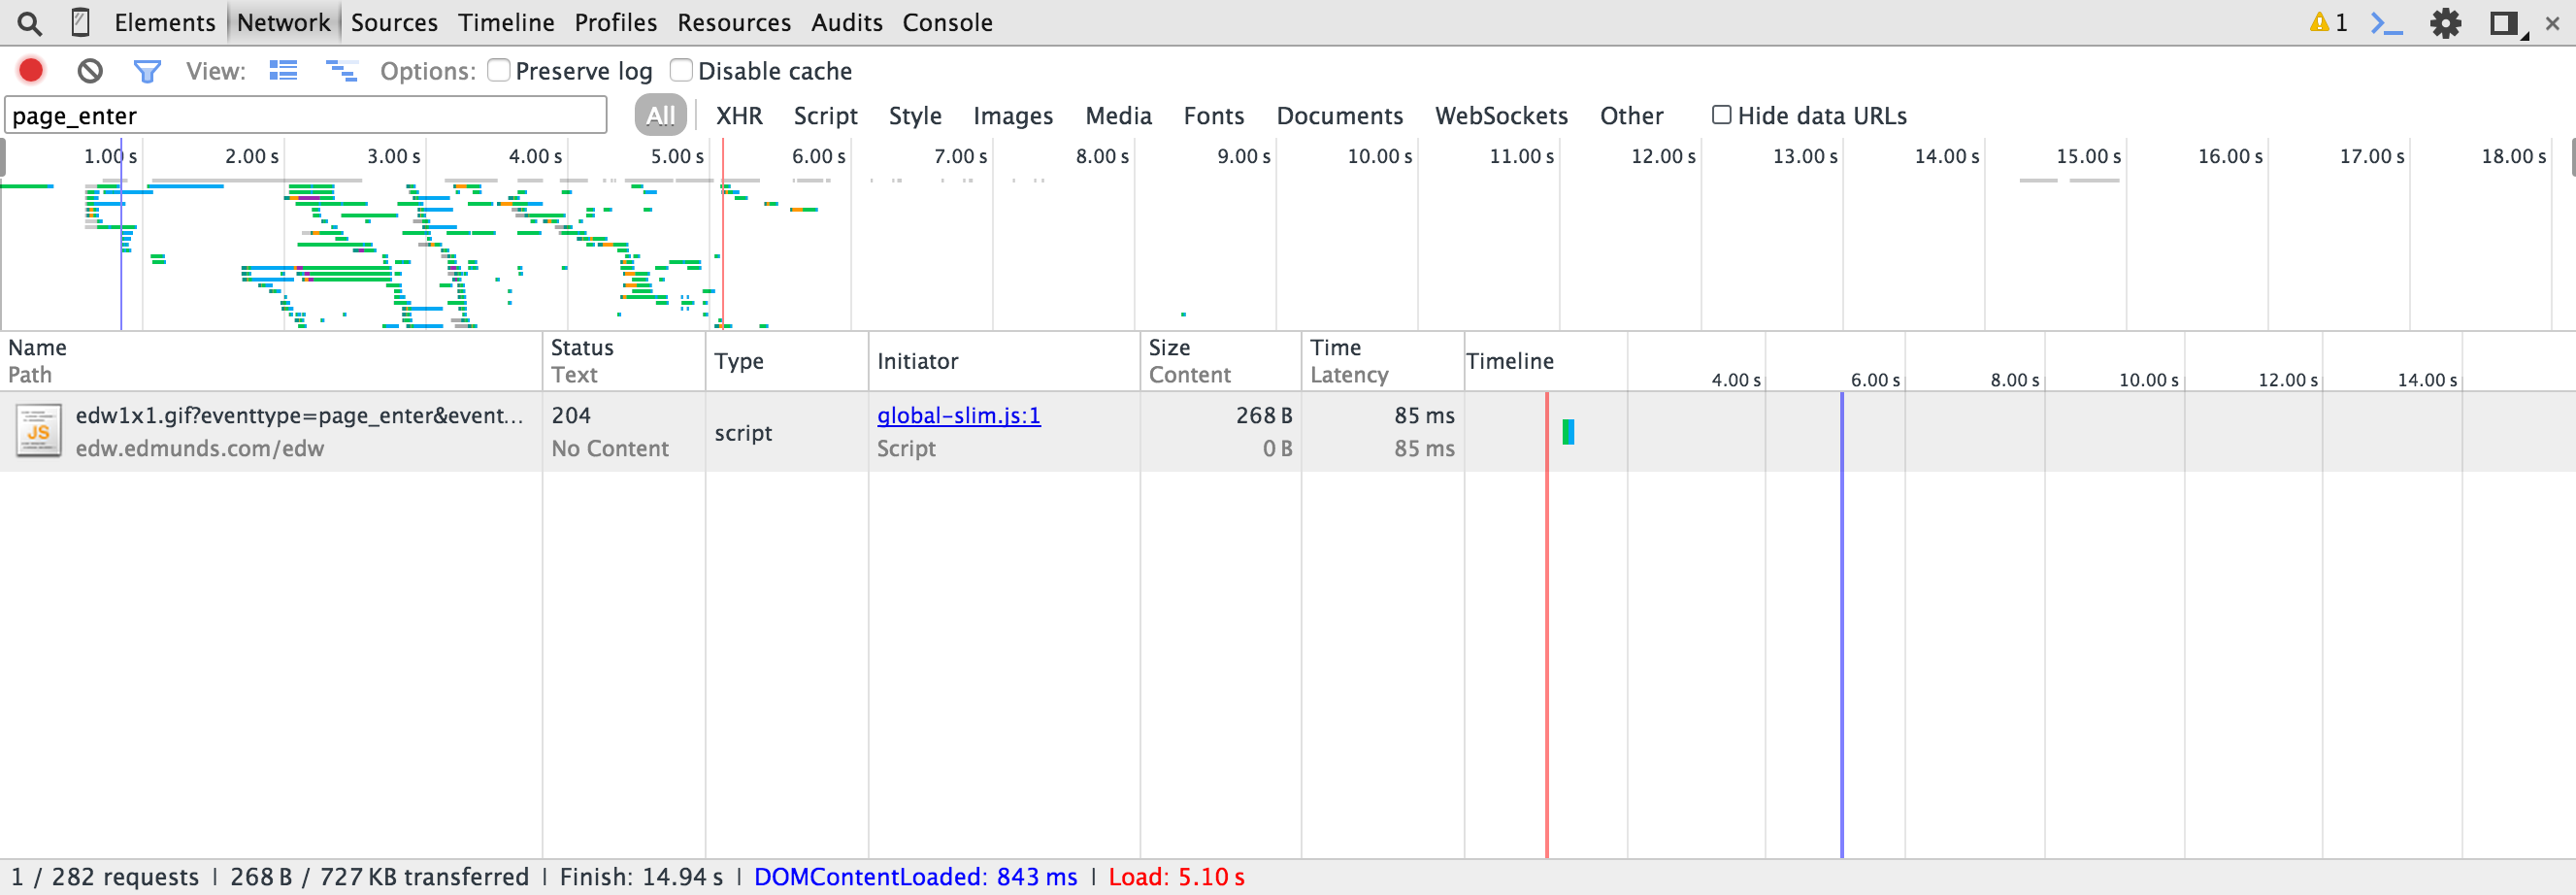 Elements Network Sources Timeline Profiles Resources Audits Console 1
View: Options: Preserve log Disable cache
page_enter All XHR Script Style Images Media Fonts Documents WebSockets Other Hide data URLs
1.00 s 2.00 s 3.00 s 4.00 s 5.00 s 6.00 s 7.00 s 8.00 s 9.00 s 10.00 s 11.00 s 12.00 s 13.00 s 14.00 s 15.00 s 16.00 s 17.00 s 18.00 s
Name Status Type Initiator Size Time Timeline
Path Text Content Latency 4.00 s 6.00 s 8.00 s 10.00 s 12.00 s 14.00 s
edw1x1.gif?eventtype=page_enter&event... 204 script global-slim.js:1 268 B 85 ms
JS edw.edmunds.com/edw No Content Script 0 B 85 ms
1 / 282 requests | 268 B / 727 KB transferred | Finish: 14.94 s | DOMContentLoaded: 843 ms | Load: 5.10 s